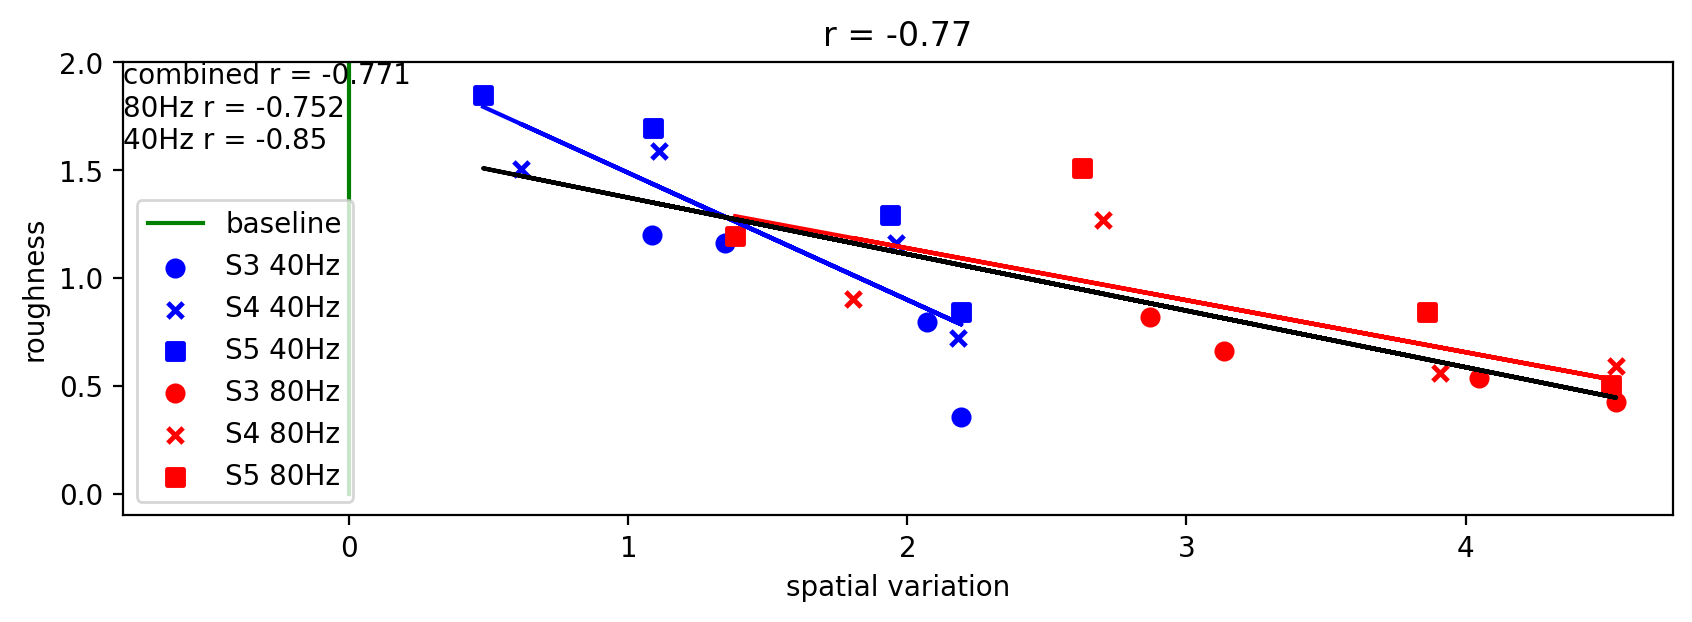 r = -0.77
combined r = -0.771
80Hz r = -0.752
40Hz r = -0.85
2.0
1.5
1.0
0.5
0.0
roughness
baseline
S3 40Hz
S4 40Hz
S5 40Hz
S3 80Hz
S4 80Hz
S5 80Hz
0 1 2 3 4
spatial variation